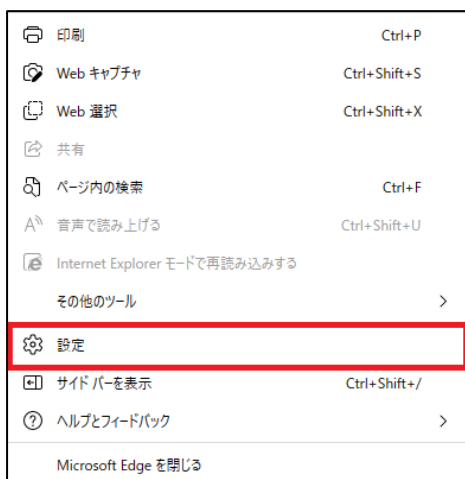 印刷 Ctrl+P
Web キャプチャ Ctrl+Shift+S
Web 選択 Ctrl+Shift+X
共有
ページ内の検索 Ctrl+F
音声で読み上げる Ctrl+Shift+U
Internet Explorer モードで再読み込みする
その他のツール
設定
サイド バーを表示 Ctrl+Shift+/
ヘルプとフィードバック
Microsoft Edge を閉じる